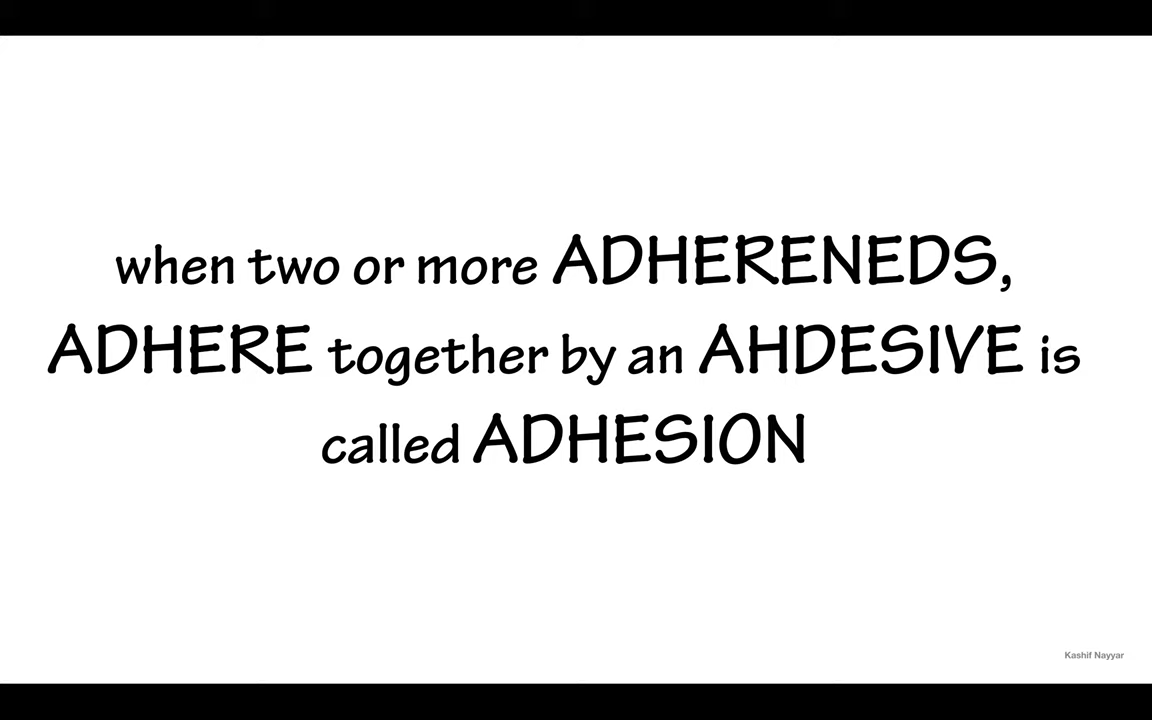 when two or more ADHERENEDS,
ADHERE together by an AHDESIVE is
called ADHESION
Kashif Nayyar